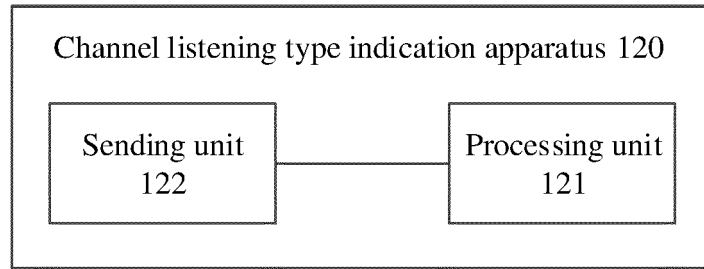 Channel listening type indication apparatus 120
Sending unit
122
Processing unit
121